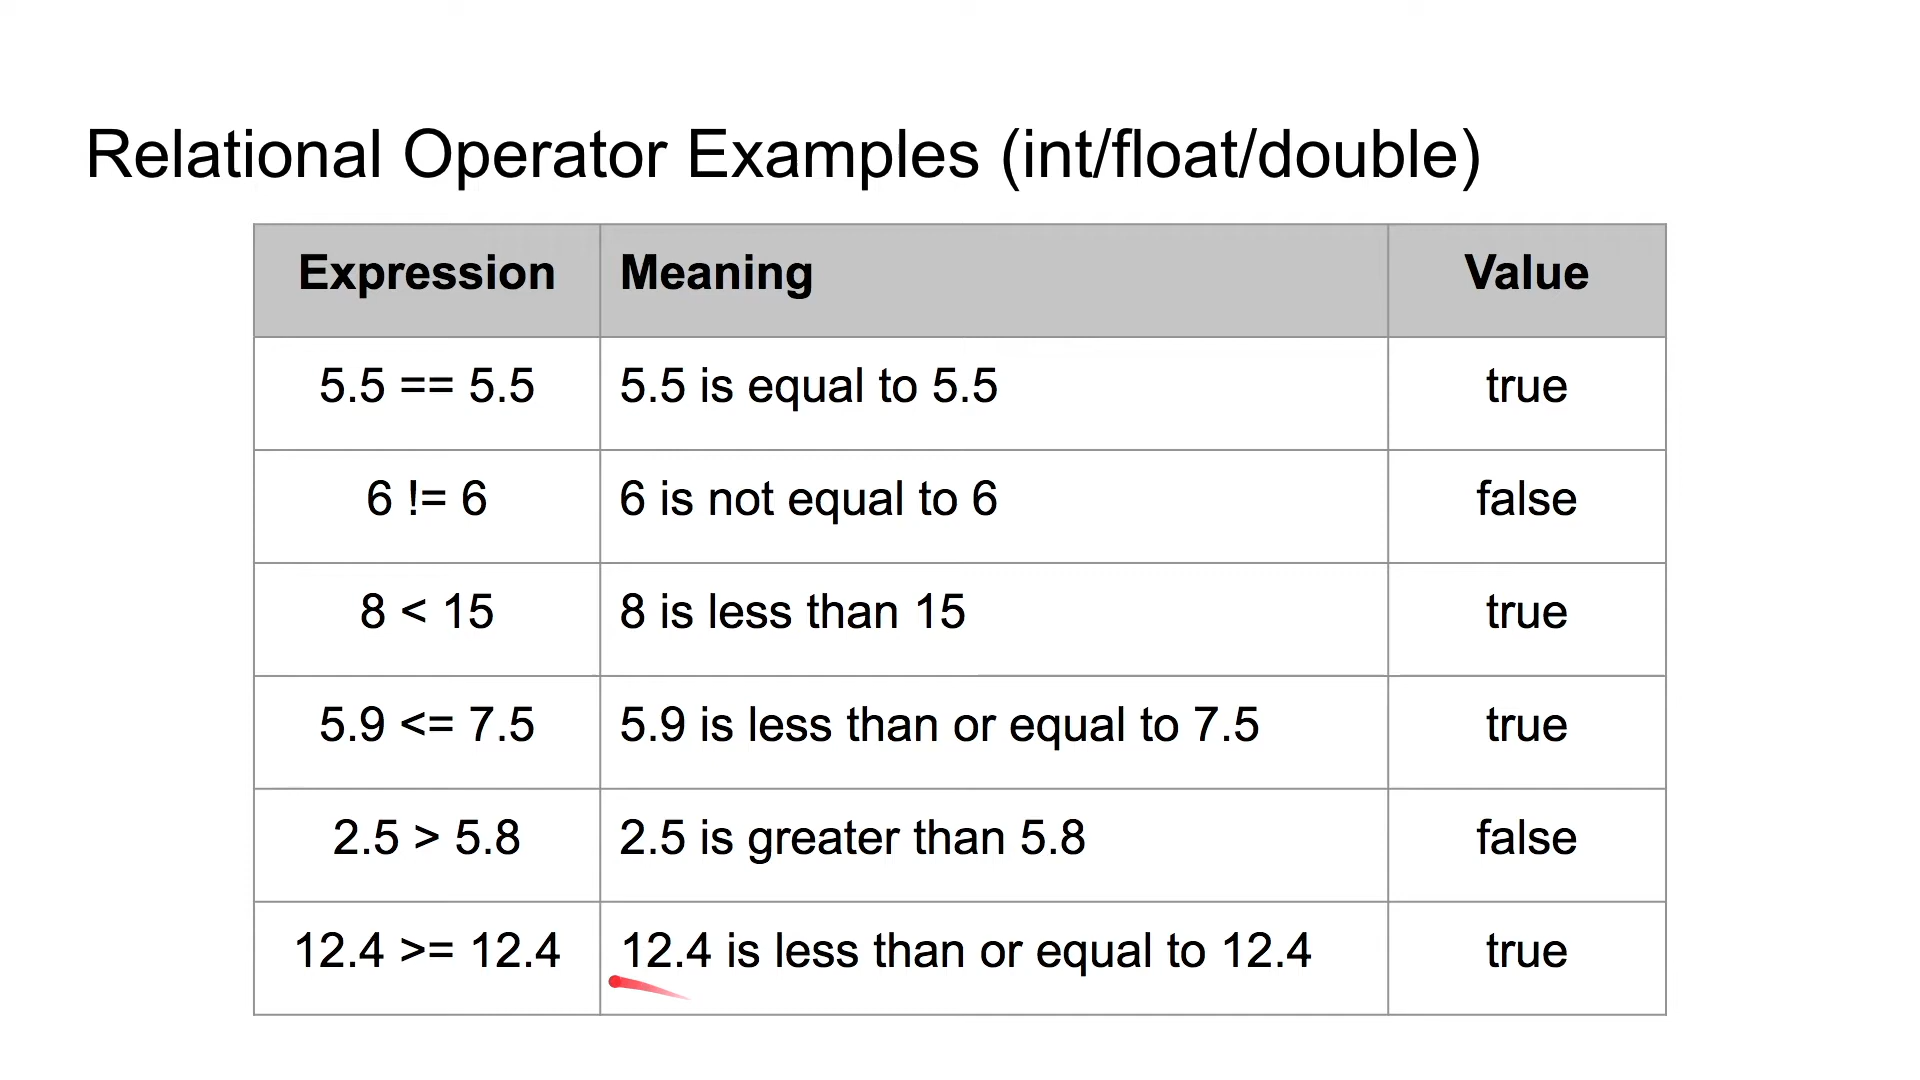 Relational Operator Examples (int/float/double)
Expression Meaning Value
5.5 == 5.5 5.5 is equal to 5.5 true
6 != 6 6 is not equal to 6 false
8 < 15 8 is less than 15 true
5.9 <= 7.5 5.9 is less than or equal to 7.5 true
2.5 > 5.8 2.5 is greater than 5.8 false
12.4 >= 12.4 12.4 is less than or equal to 12.4 true